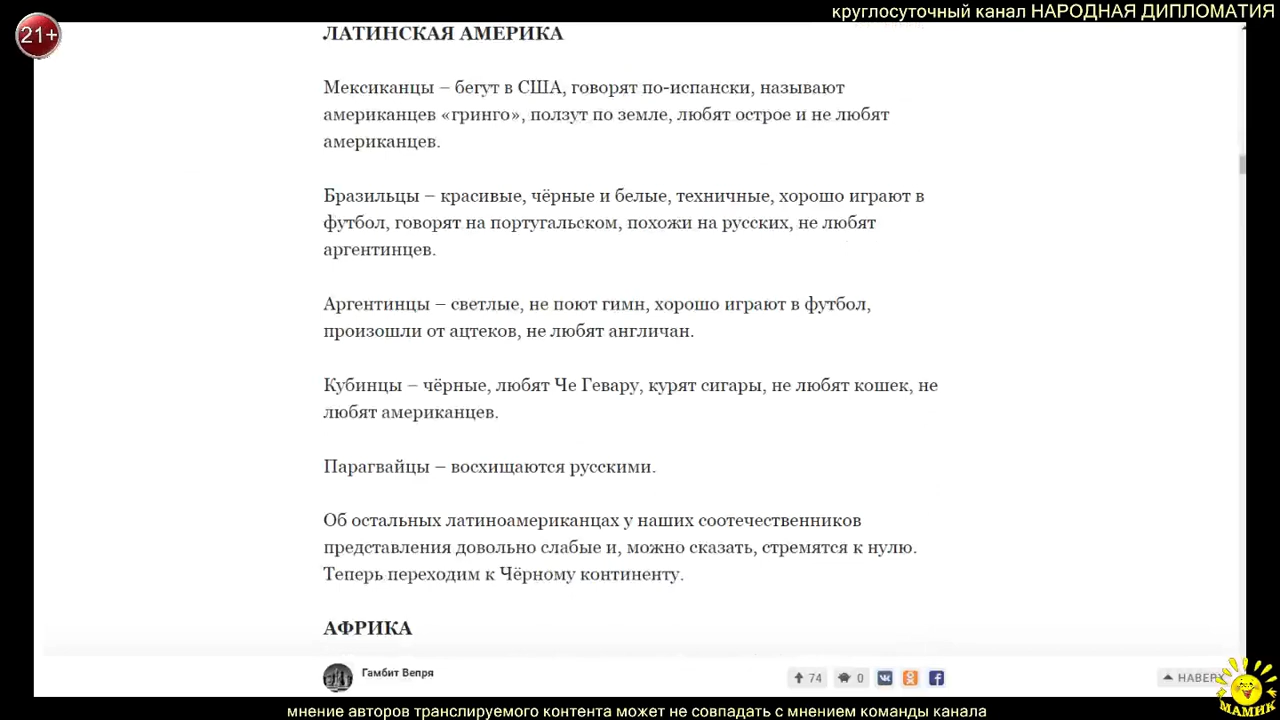 круглосуточный канал НАРОДНАЯ ДИПЛОМАТИЯ
21+
ЛАТИНСКАЯ АМЕРИКА
Мексиканцы – бегут в США, говорят по-испански, называют
американцев «гринго», ползут по земле, любят острое и не любят
американцев.
Бразильцы – красивые, чёрные и белые, техничные, хорошо играют в
футбол, говорят на португальском, похожи на русских, не любят
аргентинцев.
Аргентинцы – светлые, не поют гимн, хорошо играют в футбол,
произошли от ацтеков, не любят англичан.
Кубинцы – чёрные, любят Че Гевару, курят сигары, не любят кошек, не
любят американцев.
Парагвайцы – восхищаются русскими.
Об остальных латиноамериканцах у наших соотечественников
представления довольно слабые и, можно сказать, стремятся к нулю.
Теперь переходим к Чёрному континенту.
АФРИКА
Гамбит Вепря
74 0
НАВЕР
МАМИК
мнение авторов транслируемого контента может не совпадать с мнением команды канала